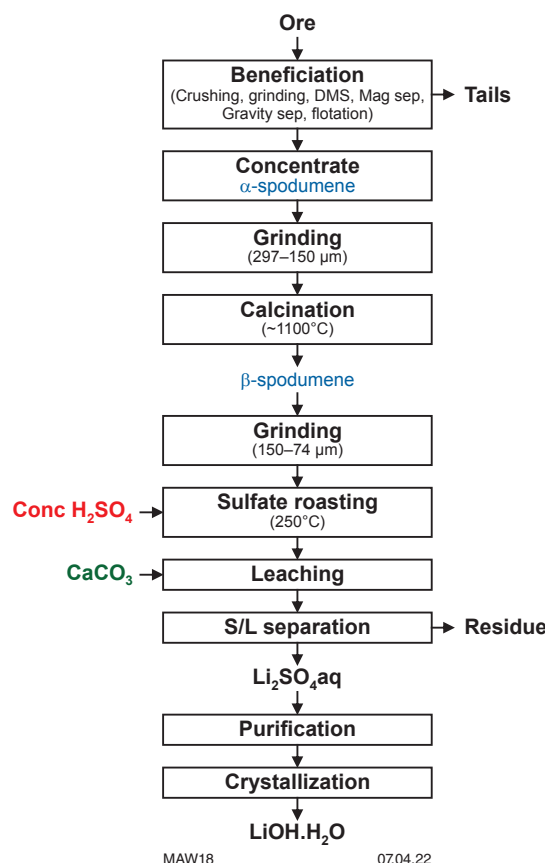 Ore
Beneficiation
(Crushing, grinding, DMS, Mag sep,
Gravity sep, flotation)
Tails
Concentrate
α-spodumene
Grinding
(297–150 µm)
Calcination
(~1100°C)
β-spodumene
Grinding
(150–74 µm)
Conc H₂SO₄
Sulfate roasting
(250°C)
CaCO₃
Leaching
S/L separation
Residue
Li₂SO₄aq
Purification
Crystallization
LiOH.H₂O
MAW18
07.04.22